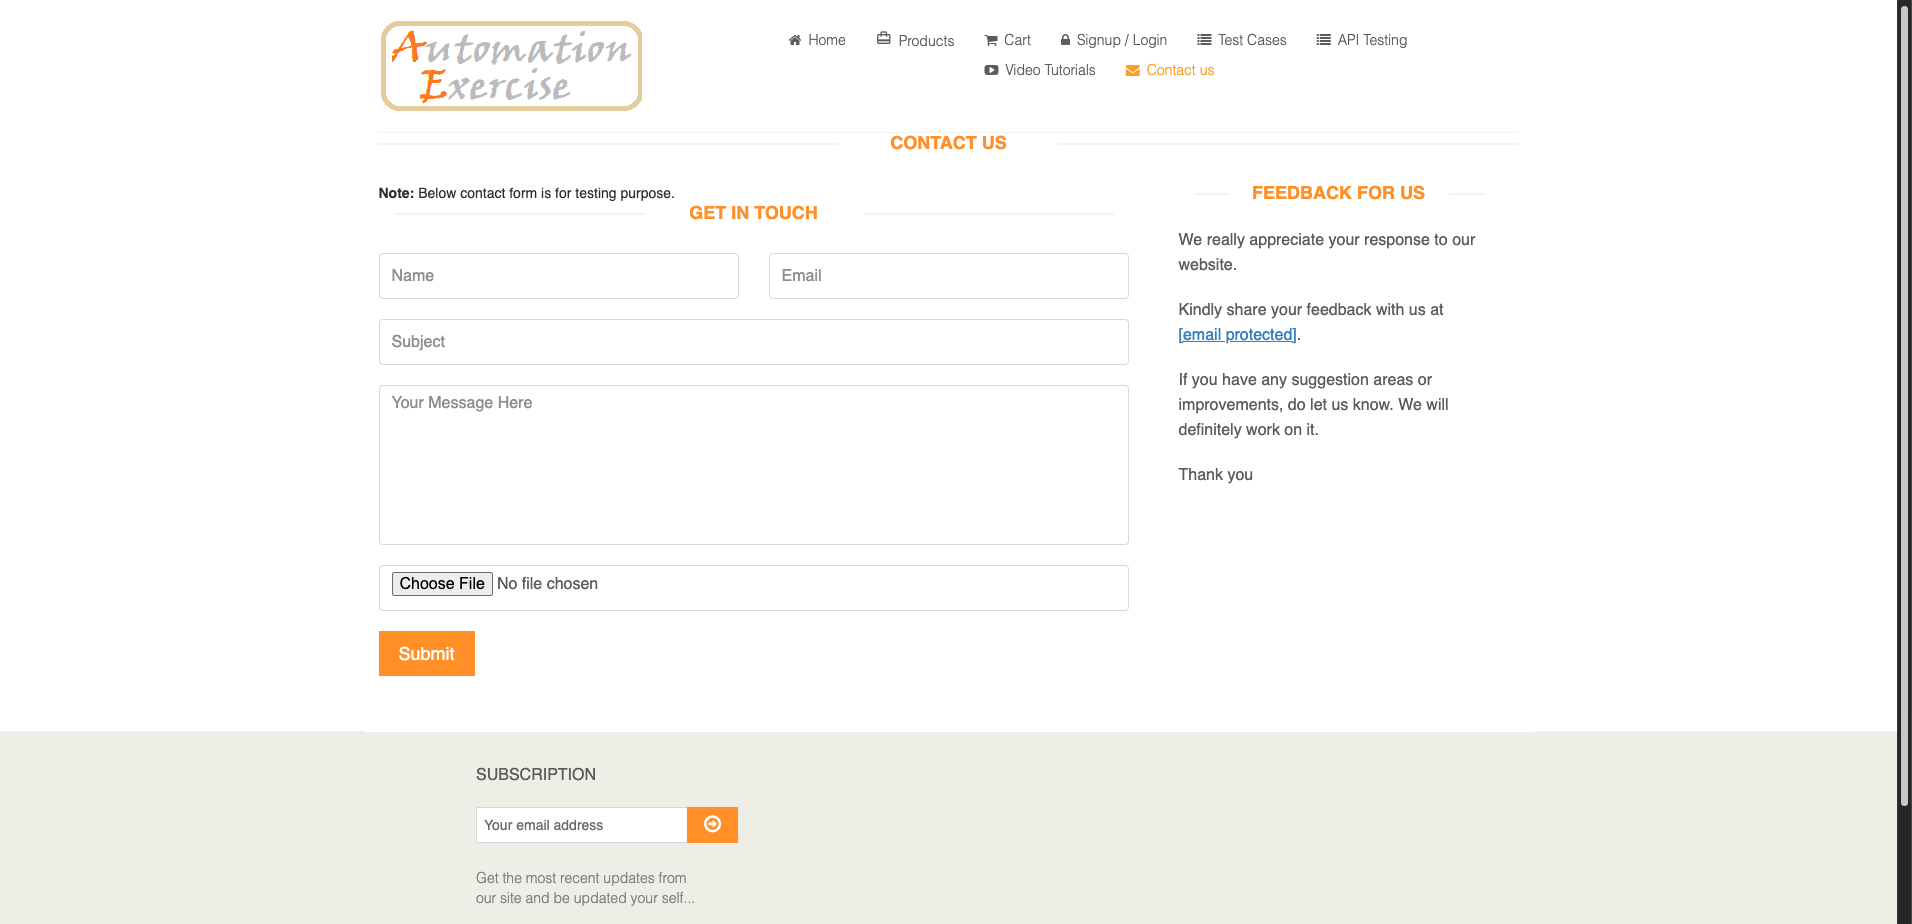 Automation
Exercise
Home
Products
Cart
Signup / Login
Test Cases
API Testing
Video Tutorials
Contact us
CONTACT US
Note: Below contact form is for testing purpose.
GET IN TOUCH
Name
Email
Subject
Your Message Here
Choose File No file chosen
Submit
FEEDBACK FOR US
We really appreciate your response to our
website.
Kindly share your feedback with us at
[email protected].
If you have any suggestion areas or
improvements, do let us know. We will
definitely work on it.
Thank you
SUBSCRIPTION
Your email address
Get the most recent updates from
our site and be updated your self...